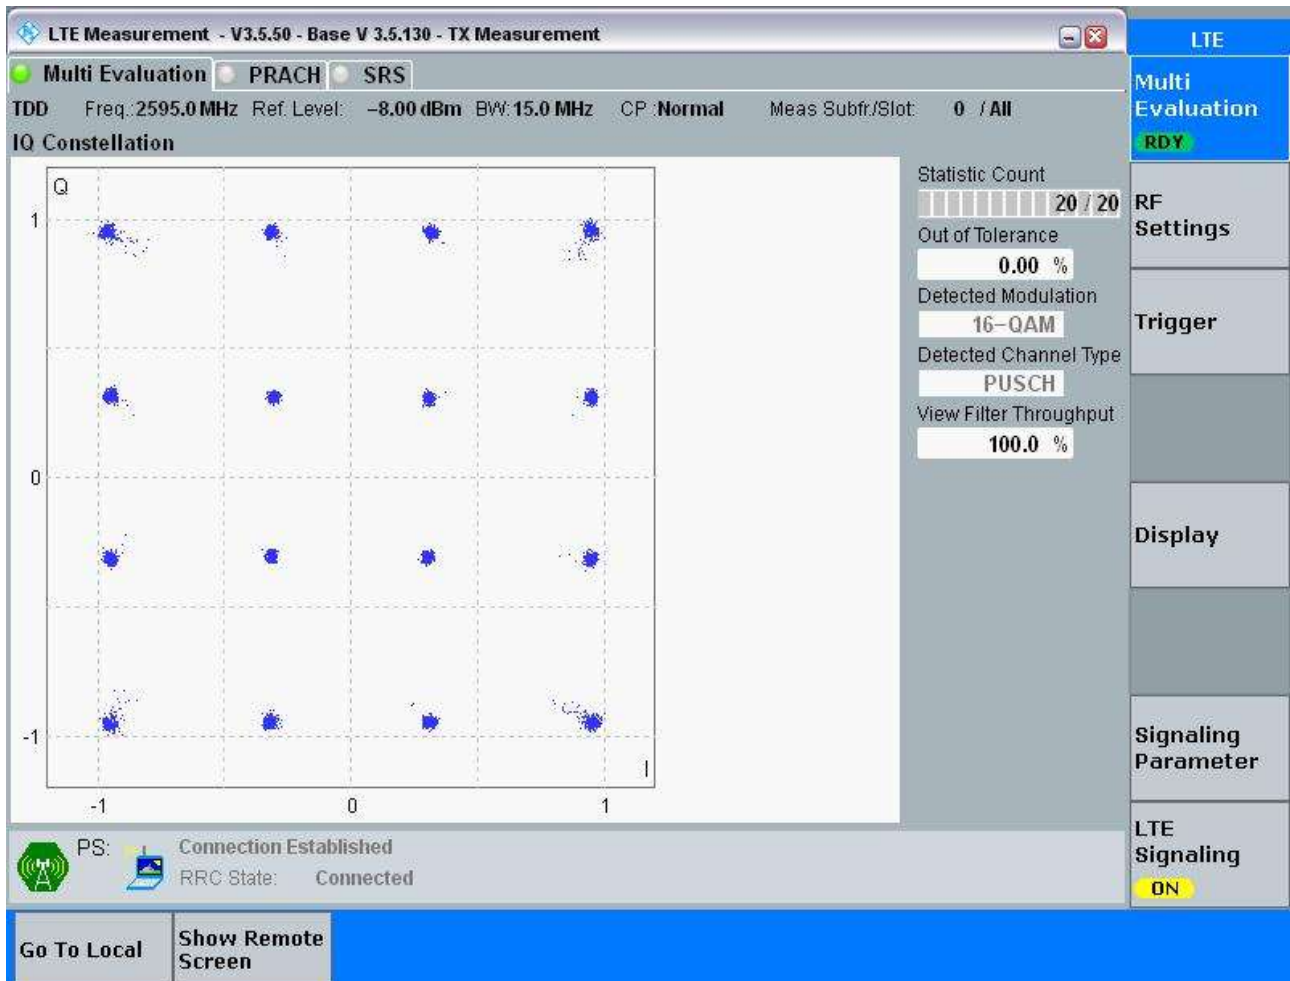 LTE Measurement - V3.5.50 - Base V 3.5.130 - TX Measurement
LTE
Multi Evaluation PRACH SRS
TDD Freq.:2595.0 MHz Ref. Level: -8.00 dBm BW: 15.0 MHz CP :Normal Meas Subfr./Slot: 0 / All
IQ Constellation
Q
1
0
-1
I
-1 0 1
Statistic Count
20 / 20
Out of Tolerance
0.00 %
Detected Modulation
16-QAM
Detected Channel Type
PUSCH
View Filter Throughput
100.0 %
Multi
Evaluation
RDY
RF
Settings
Trigger
Display
Signaling
Parameter
LTE
Signaling
ON
PS: Connection Established
RRC State: Connected
Go To Local
Show Remote
Screen